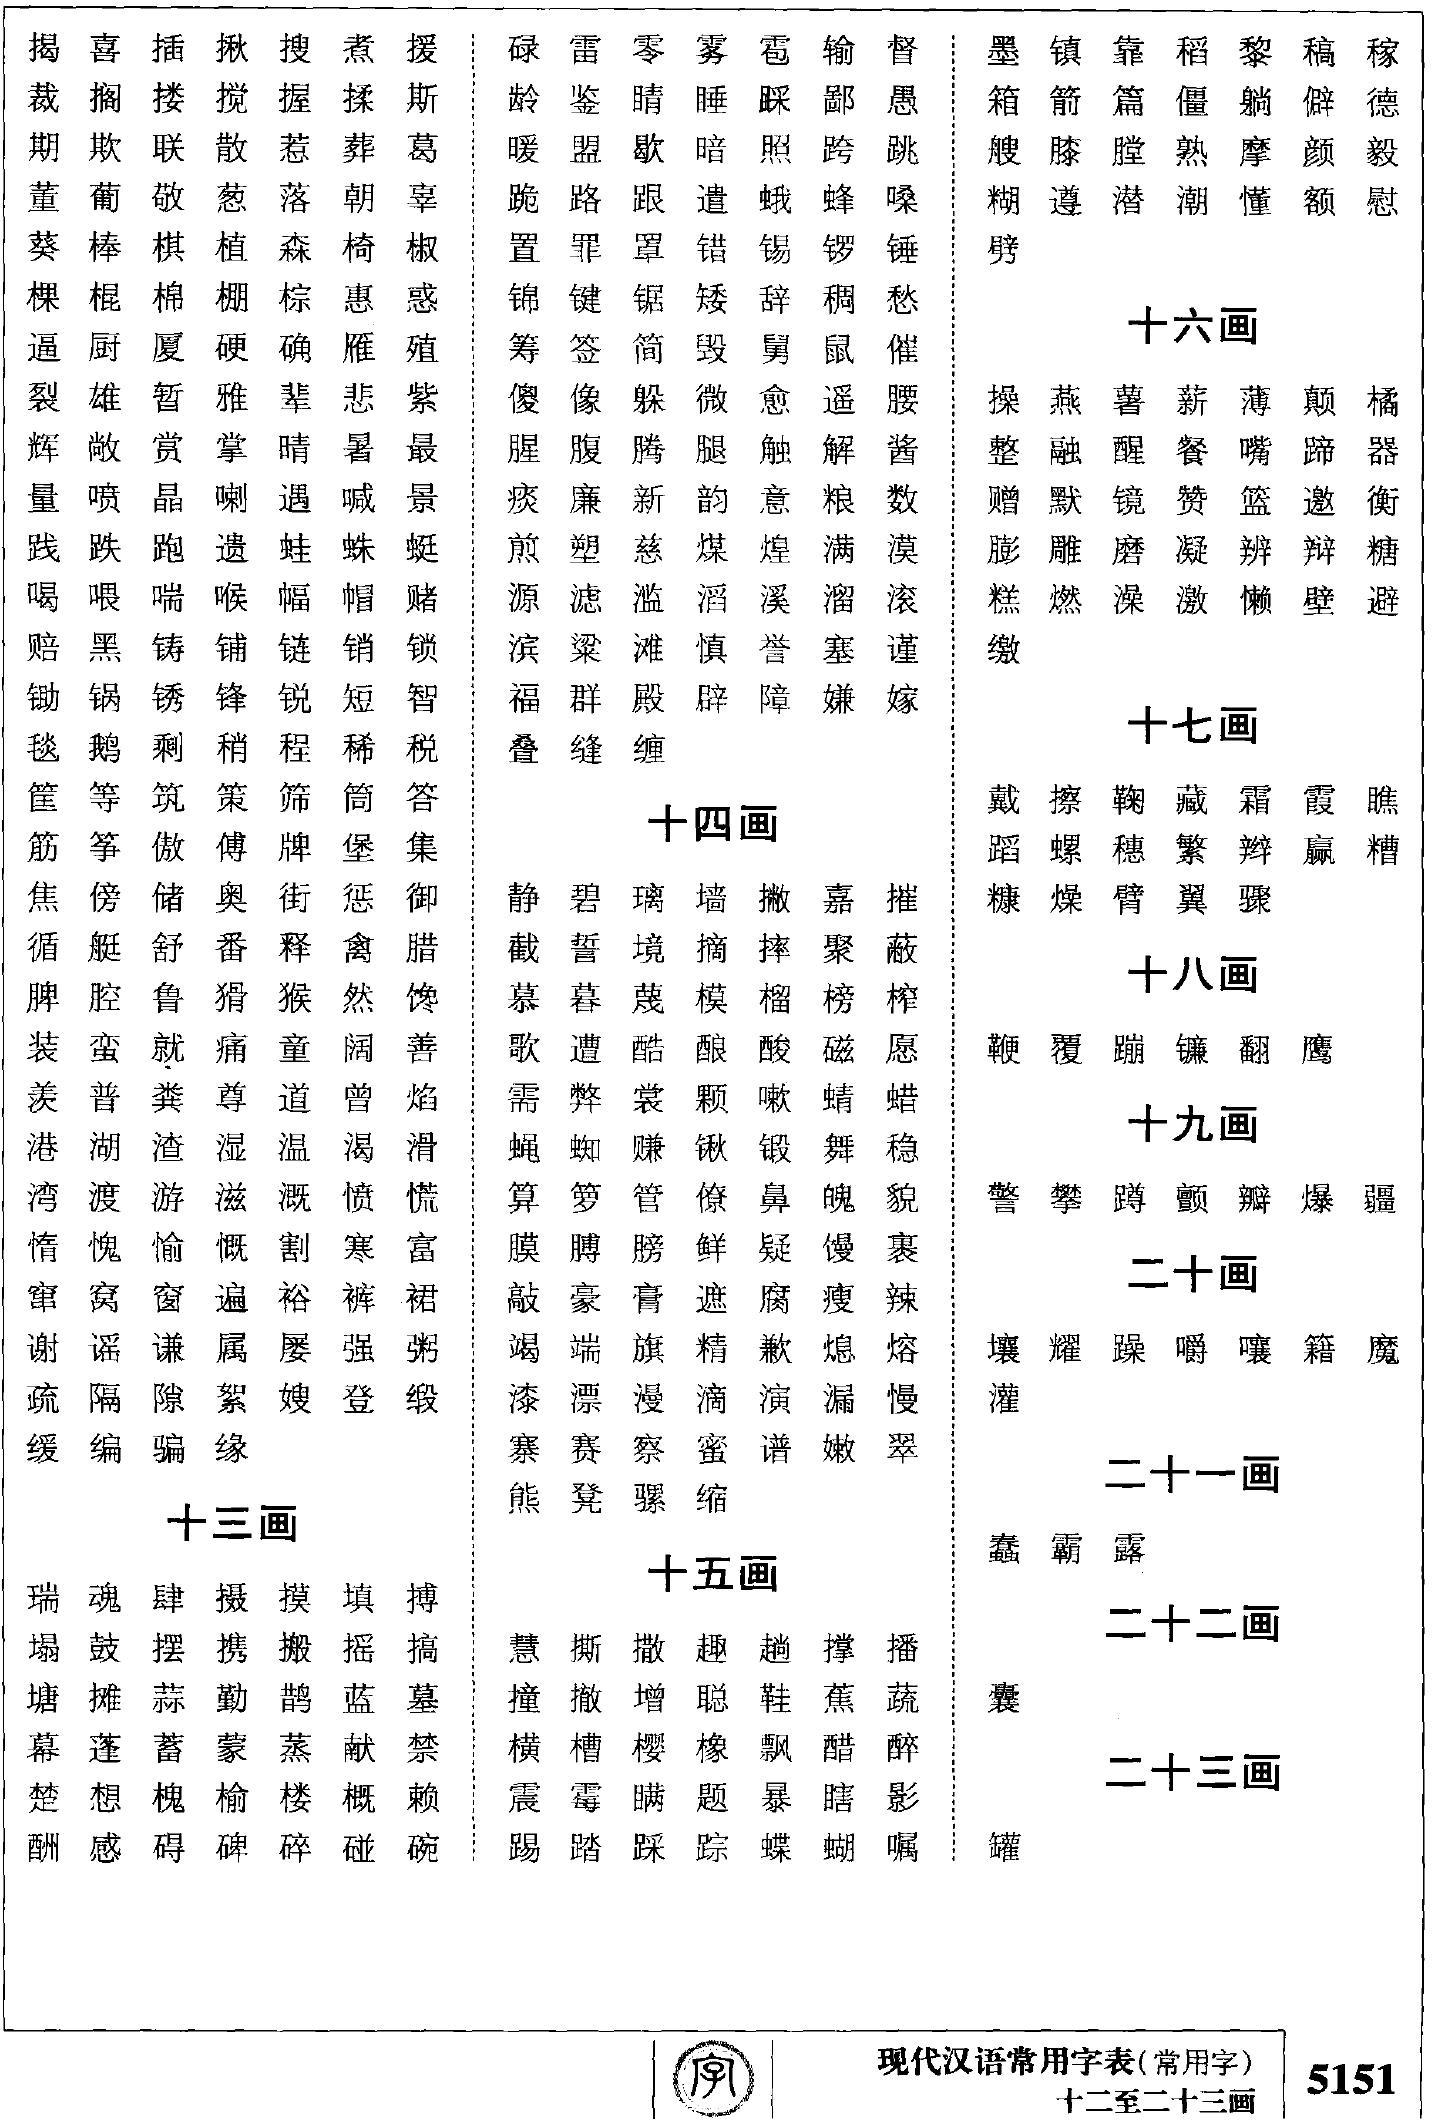 揭喜插揪搜煮援
裁搁搂搅握揉斯
期欺联散惹葬葛
董葡敬葱落朝辜
葵棒棋植森椅椒
棵棍棉棚棕惠惑
逼厨厦硬确雁殖
裂雄暂雅辈悲紫
辉敞赏掌晴暑最
量喷晶喇遇喊景
践跌跑遗蛙蛛蜓
喝喂喘喉幅帽赌
赔黑铸铺链销锁
锄锅锈锋锐短智
毯鹅剩稍程稀税
筐等筑策筛筒答
筋筝傲傅牌堡集
焦傍储奥街惩御
循艇舒番释禽腊
脾腔鲁猾猴然馋
装蛮就痛童阔善
羡普粪尊道曾焰
港湖渣湿温渴滑
湾渡游滋溉愤慌
惰愧愉慨割寒富
窜窝窗遍裕裤裙
谢谣谦属屡强粥
疏隔隙絮嫂登缎
缓编骗缘
十三画
瑞魂肆摄摸填搏
塌鼓摆携搬摇搞
塘摊蒜勤鹊蓝墓
幕蓬蓄蒙蒸献禁
楚想槐榆楼概赖
酬感碍碑碎碰碗
碌雷零雾雹输督
龄鉴睛睡睬鄙愚
暖盟歇暗照跨跳
跪路跟遣蛾蜂嗓
置罪罩错锡锣锤
锦键锯矮辞稠愁
筹签简毁舅鼠催
傻像躲微愈遥腰
腥腹腾腿触解酱
痰廉新韵意粮数
煎塑慈煤煌满漠
源滤滥滔溪溜滚
滨粱滩慎誉塞谨
福群殿辟障嫌嫁
叠缝缠
十四画
静碧璃墙撇嘉摧
截誓境摘摔聚蔽
慕暮蔑模榴榜榨
歌遭酷酿酸磁愿
需弊裳颗嗽蜻蜡
蝇蜘赚锹锻舞稳
算箩管僚鼻魄貌
膜膊膀鲜疑馒裹
敲豪膏遮腐瘦辣
竭端旗精歉熄熔
漆漂漫滴演漏慢
寨赛察蜜谱嫩翠
熊凳骡缩
十五画
慧撕撒趣趟撑播
撞撤增聪鞋蕉蔬
横槽樱橡飘醋醉
震霉瞒题暴瞎影
踢踏踩踪蝶蝴嘱
墨镇靠稻黎稿稼
箱箭篇僵躺僻德
艘膝膛熟摩颜毅
糊遵潜潮懂额慰
劈
十六画
操燕薯薪薄颠橘
整融醒餐嘴蹄器
赠默镜赞篮邀衡
膨雕磨凝辨辩糖
糕燃澡激懒壁避
缴
十七画
戴擦鞠藏霜霞瞧
蹈螺穗繁辫赢糟
糠燥臂翼骤
十八画
鞭覆蹦镰翻鹰
十九画
警攀蹲颤瓣爆疆
二十画
壤耀躁嚼嚷籍魔
灌
二十一画
蠢霸露
二十二画
囊
二十三画
罐
字
现代汉语常用字表(常用字)
十二至二十三画
5151